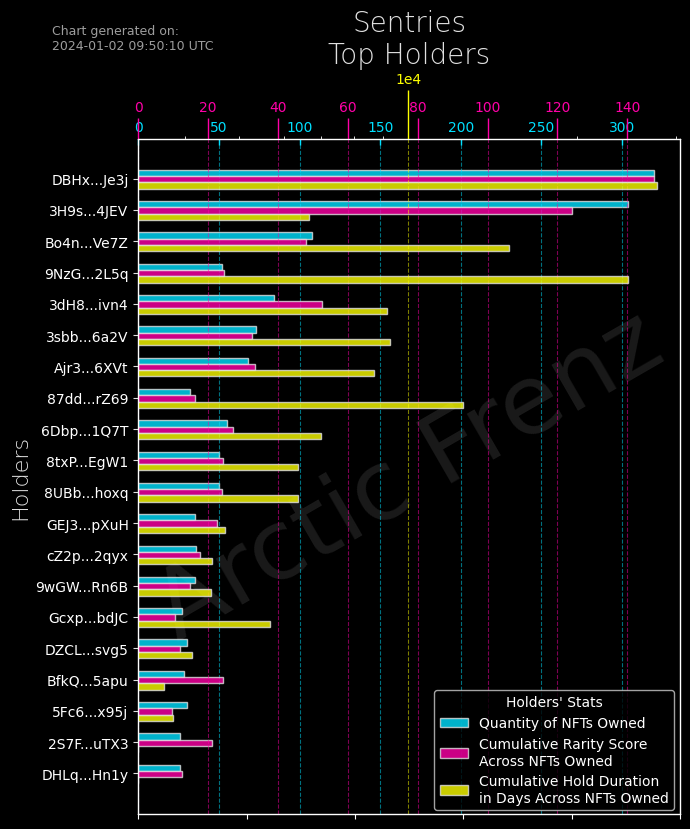 Chart generated on:
2024-01-02 09:50:10 UTC
Sentries
Top Holders
1e4
0 20 40 60 80 100 120 140
0 50 100 150 200 250 300
Holders
DBHx...Je3j
3H9s...4JEV
Bo4n...Ve7Z
9NzG...2L5q
3dH8...ivn4
3sbb...6a2V
Ajr3...6XVt
87dd...rZ69
6Dbp...1Q7T
8txP...EgW1
8UBb...hoxq
GEJ3...pXuH
cZ2p...2qyx
9wGW...Rn6B
Gcxp...bdJC
DZCL...svg5
BfkQ...5apu
5Fc6...x95j
2S7F...uTX3
DHLq...Hn1y
Arctic Frenz
Holders' Stats
Quantity of NFTs Owned
Cumulative Rarity Score
Across NFTs Owned
Cumulative Hold Duration
in Days Across NFTs Owned